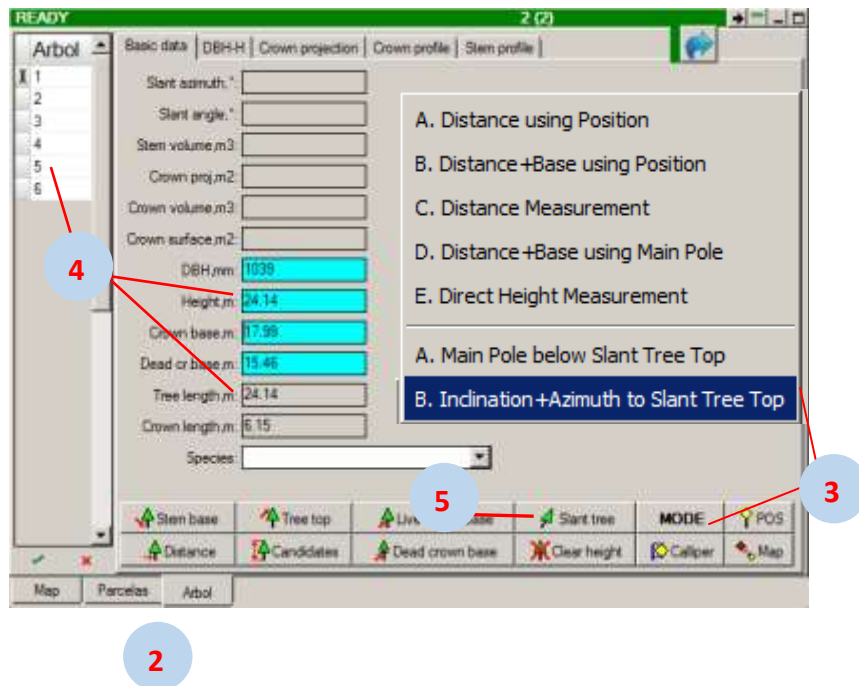 READY 2 (2)
Arbol
Basic data DBH-H Crown projection Crown profile Stem profile
1
2
3
4
5
6
Slant azimuth,°:
Slant angle,°:
Stem volume,m3:
Crown proj,m2:
Crown volume,m3:
Crown surface,m2:
DBH,mm: 1039
Height,m: 24.14
Crown base,m: 17.99
Dead cr base,m: 15.46
Tree length,m: 24.14
Crown length,m: 6.15
Species:
A. Distance using Position
B. Distance+Base using Position
C. Distance Measurement
D. Distance+Base using Main Pole
E. Direct Height Measurement
A. Main Pole below Slant Tree Top
B. Inclination+Azimuth to Slant Tree Top
4
5
3
Stem base Tree top Slant tree MODE POS
Distance Candidates Dead crown base Clear height Calliper Map
Map Parcelas Arbol
2